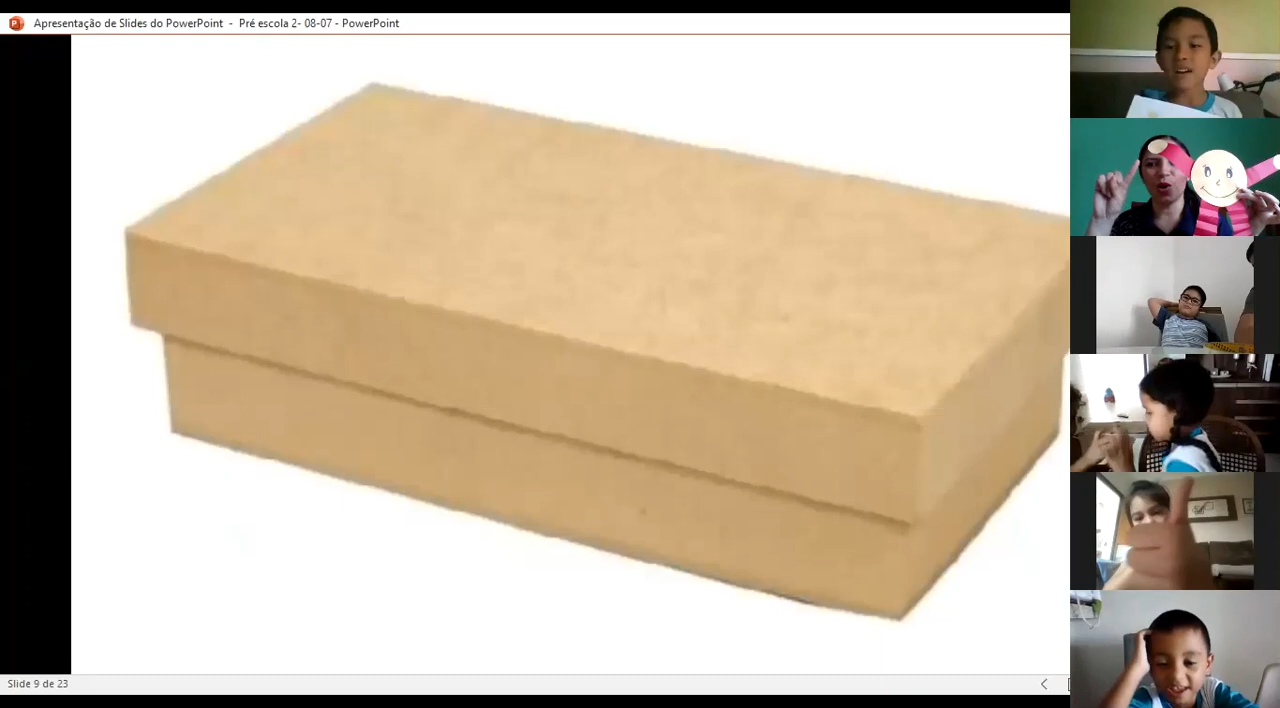 Apresentação de Slides do PowerPoint - Pré escola 2- 08-07 - PowerPoint
Slide 9 de 23